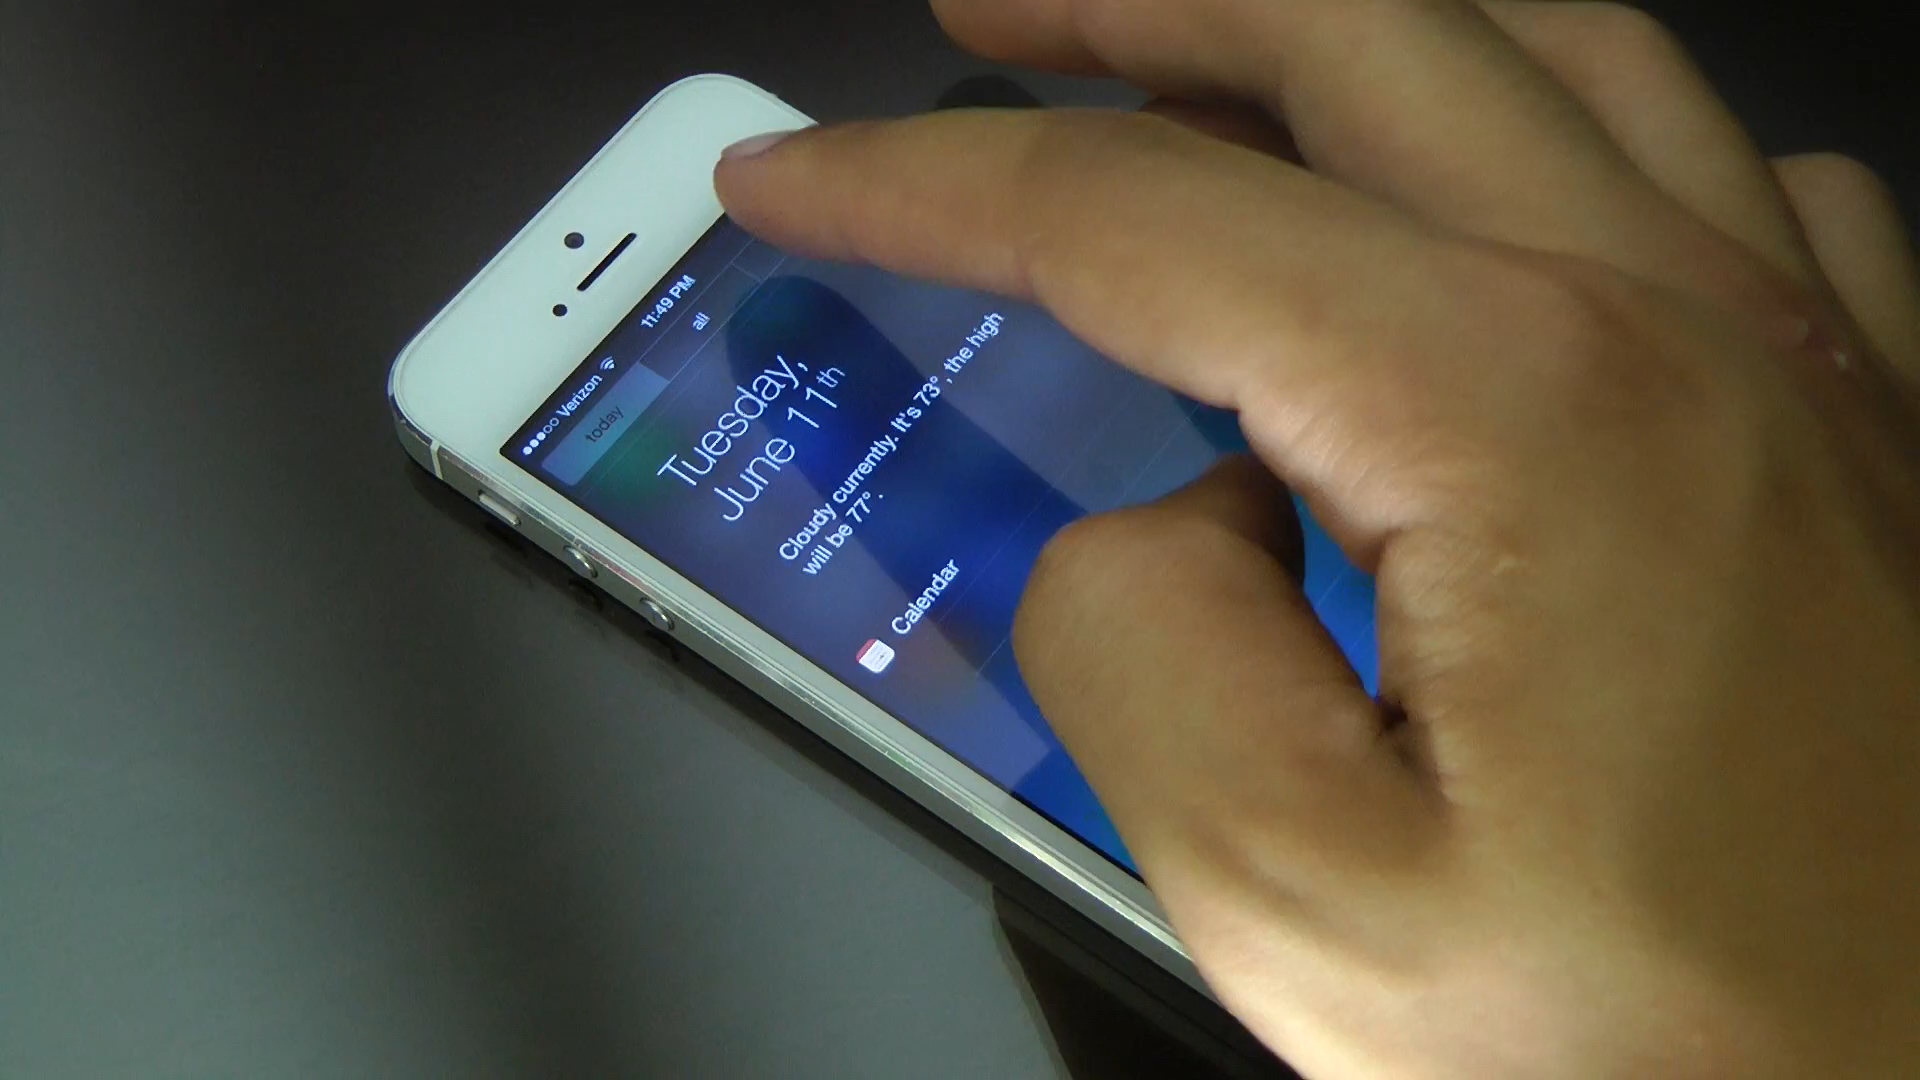 Verizon 11:49 PM
today all
Tuesday,
June 11th
Cloudy currently. It's 73°, the high
will be 77°.
Calendar